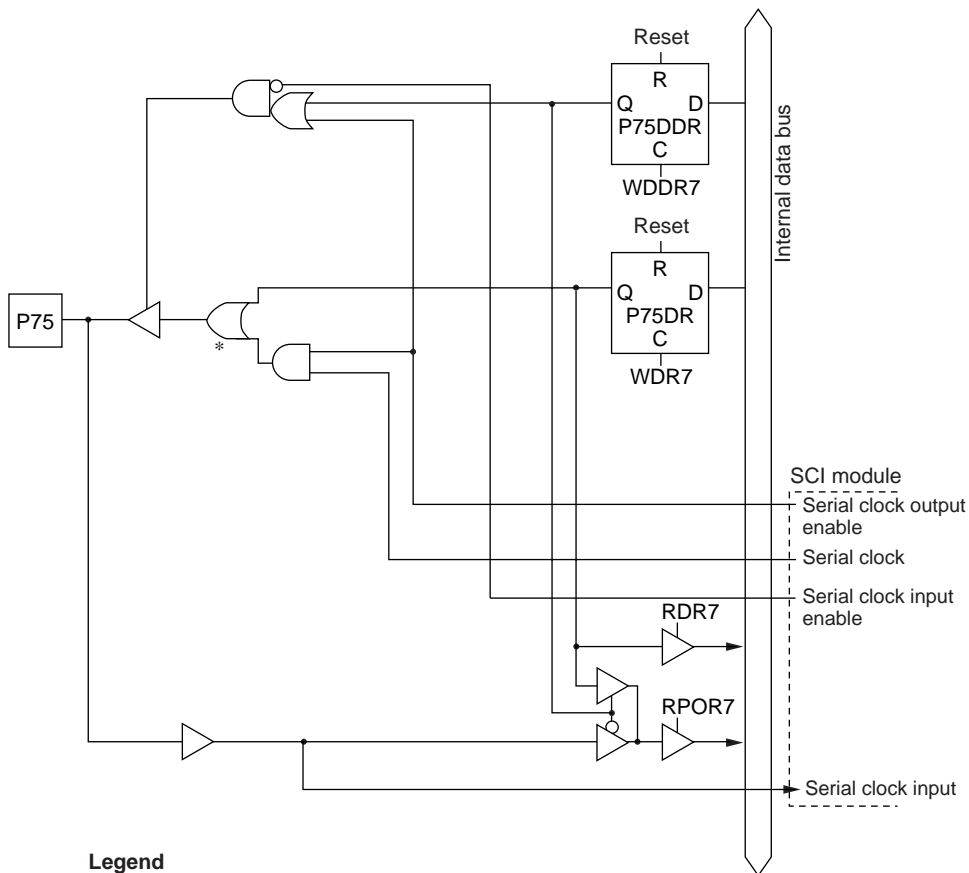 Reset
R
Q D
P75DDR
C
WDDR7
Internal data bus
Reset
R
Q D
P75DR
C
WDR7
P75
*
SCI module
Serial clock output
enable
Serial clock
Serial clock input
enable
RDR7
RPOR7
Serial clock input
Legend